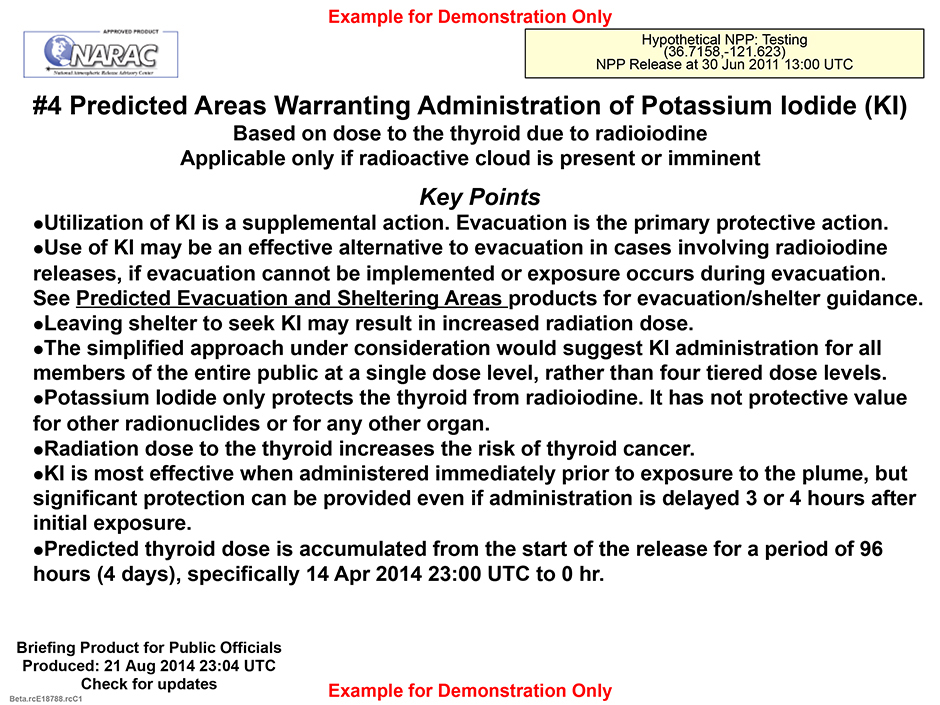 Example for Demonstration Only
APPROVED PRODUCT
NARAC
National Atmospheric Release Advisory Center
Hypothetical NPP: Testing
(36.7158,-121.623)
NPP Release at 30 Jun 2011 13:00 UTC
#4 Predicted Areas Warranting Administration of Potassium Iodide (KI)
Based on dose to the thyroid due to radioiodine
Applicable only if radioactive cloud is present or imminent
Key Points
●Utilization of KI is a supplemental action. Evacuation is the primary protective action.
●Use of KI may be an effective alternative to evacuation in cases involving radioiodine
releases, if evacuation cannot be implemented or exposure occurs during evacuation.
See Predicted Evacuation and Sheltering Areas products for evacuation/shelter guidance.
●Leaving shelter to seek KI may result in increased radiation dose.
●The simplified approach under consideration would suggest KI administration for all
members of the entire public at a single dose level, rather than four tiered dose levels.
●Potassium Iodide only protects the thyroid from radioiodine. It has not protective value
for other radionuclides or for any other organ.
●Radiation dose to the thyroid increases the risk of thyroid cancer.
●KI is most effective when administered immediately prior to exposure to the plume, but
significant protection can be provided even if administration is delayed 3 or 4 hours after
initial exposure.
●Predicted thyroid dose is accumulated from the start of the release for a period of 96
hours (4 days), specifically 14 Apr 2014 23:00 UTC to 0 hr.
Briefing Product for Public Officials
Produced: 21 Aug 2014 23:04 UTC
Check for updates
Beta.rcE18788.rcC1
Example for Demonstration Only